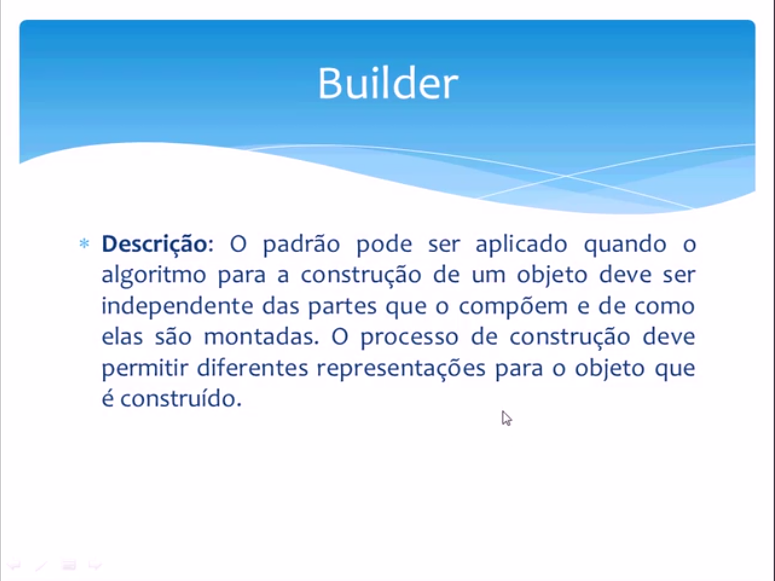 Builder
* Descrição: O padrão pode ser aplicado quando o
algoritmo para a construção de um objeto deve ser
independente das partes que o compõem e de como
elas são montadas. O processo de construção deve
permitir diferentes representações para o objeto que
é construído.